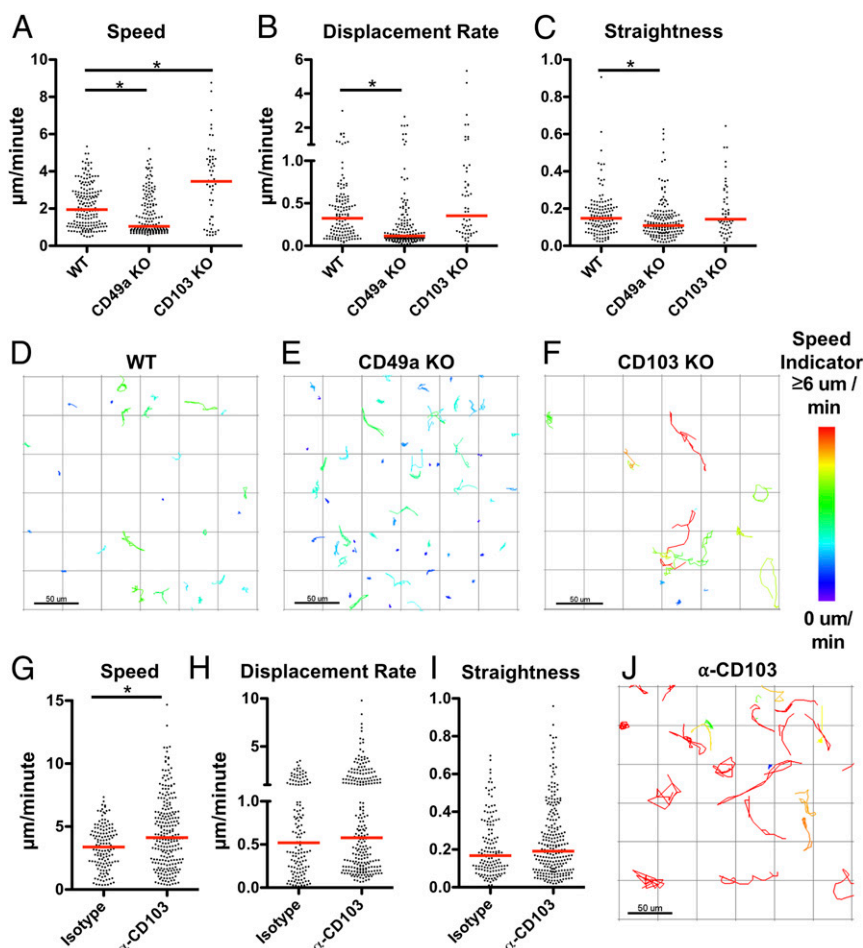 A Speed
B Displacement Rate
C Straightness
μm/minute
10
8
6
4
2
0
*
*
WT
CD49a KO
CD103 KO
μm/minute
6
4
2
1.0
0.5
0.0
*
WT
CD49a KO
CD103 KO
1.0
0.8
0.6
0.4
0.2
0.0
*
WT
CD49a KO
CD103 KO
D WT
50 um
E CD49a KO
50 um
F CD103 KO
50 um
Speed
Indicator
≥6 um /
min
0 um/
min
G Speed
H Displacement Rate
I Straightness
J α-CD103
μm/minute
15
10
5
0
*
Isotype
α-CD103
μm/minute
10
6
2
1.0
0.5
0.0
Isotype
α-CD103
1.0
0.8
0.6
0.4
0.2
0.0
Isotype
α-CD103
50 um